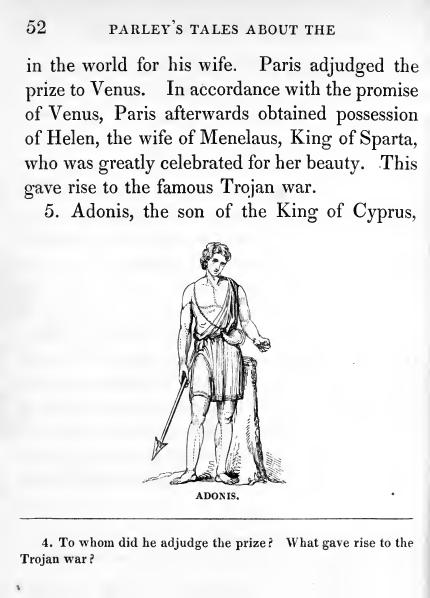 52 PARLEY'S TALES ABOUT THE
in the world for his wife. Paris adjudged the
prize to Venus. In accordance with the promise
of Venus, Paris afterwards obtained possession
of Helen, the wife of Menelaus, King of Sparta,
who was greatly celebrated for her beauty. This
gave rise to the famous Trojan war.
5. Adonis, the son of the King of Cyprus,
ADONIS.
4. To whom did he adjudge the prize? What gave rise to the
Trojan war?